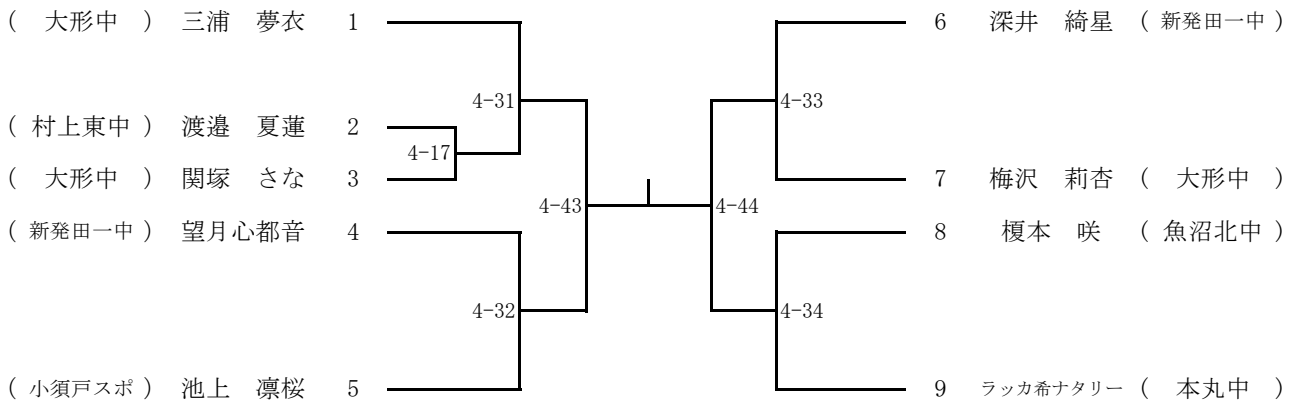 ( 大形中 ) 三浦 夢衣 1
6 深井 綺星 ( 新発田一中 )
4-31
4-33
( 村上東中 ) 渡邉 夏蓮 2
4-17
( 大形中 ) 関塚 さな 3
7 梅沢 莉杏 ( 大形中 )
4-43
4-44
( 新発田一中 ) 望月心都音 4
8 榎本 咲 ( 魚沼北中 )
4-32
4-34
( 小須戸スポ ) 池上 凛桜 5
9 ラッカ希ナタリー ( 本丸中 )